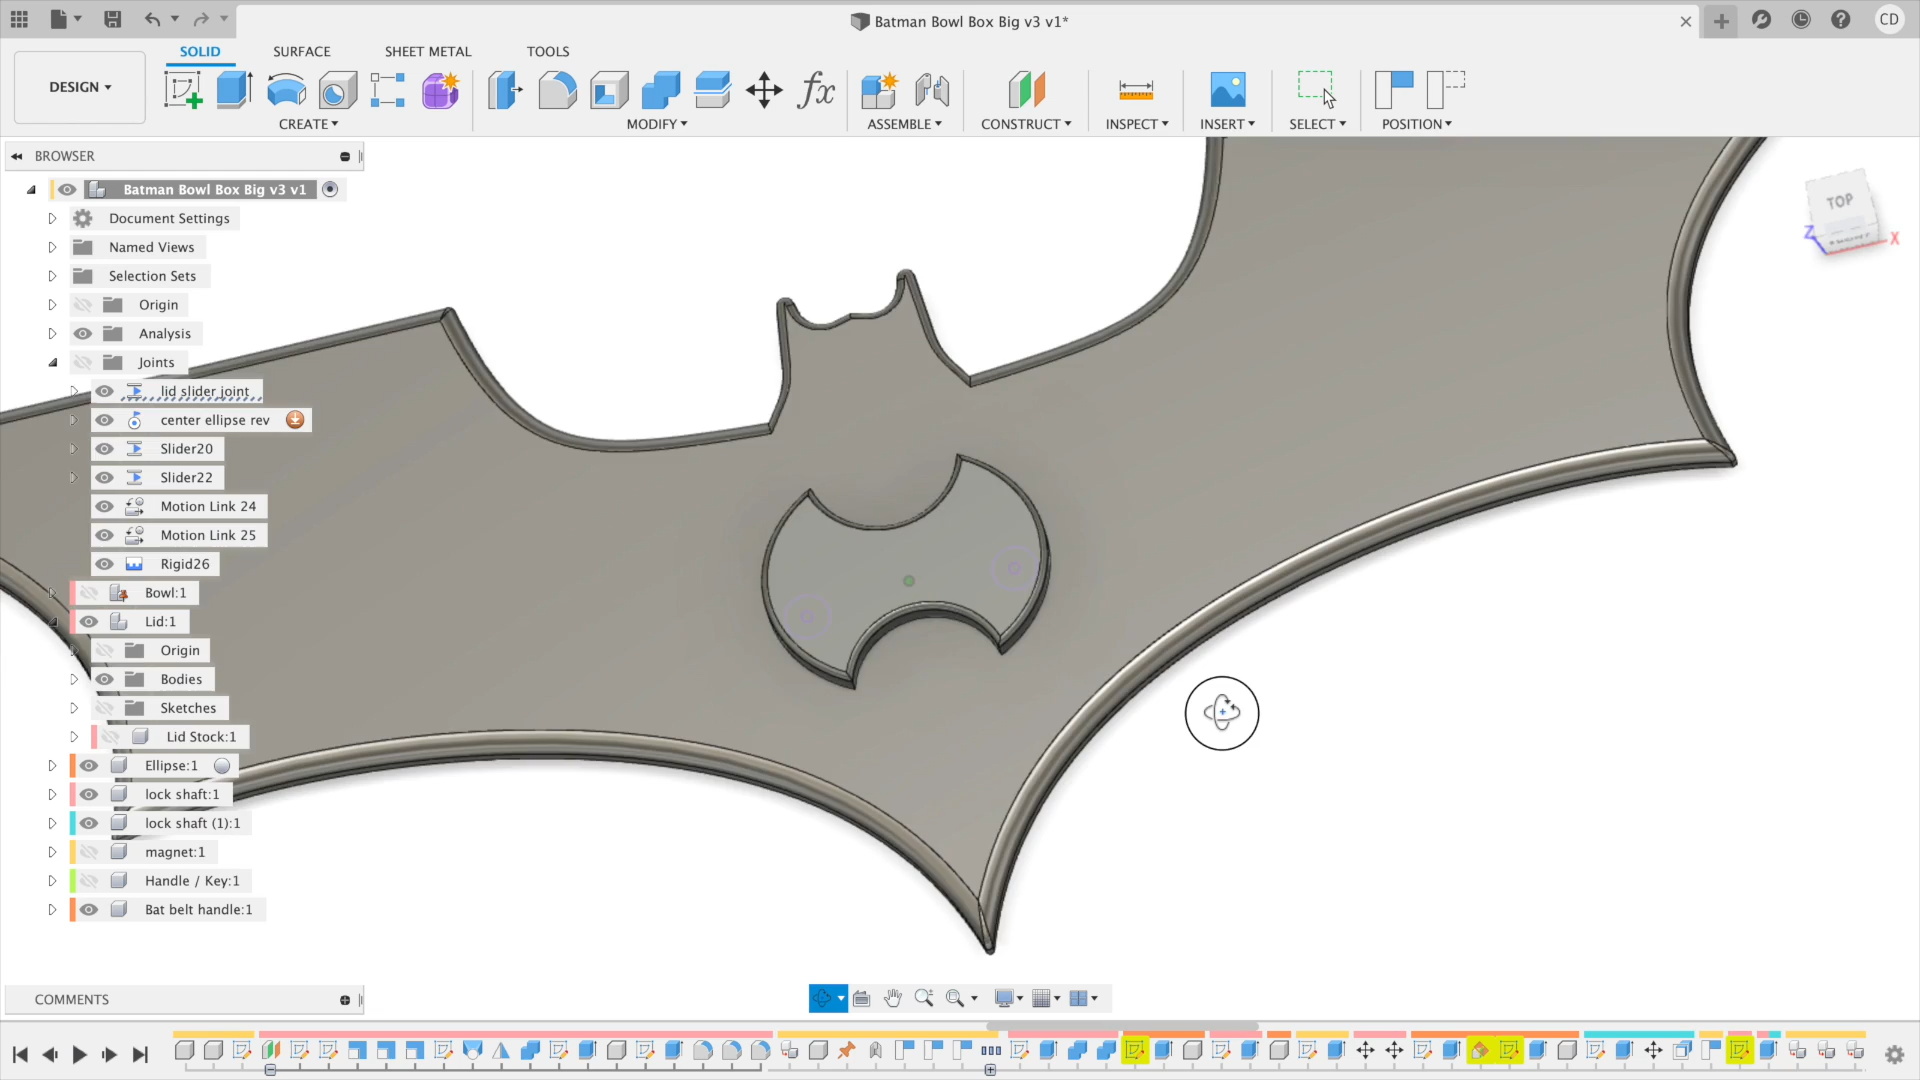 Batman Bowl Box Big v3 v1*
CD
SOLID SURFACE SHEET METAL TOOLS
DESIGN
fx
CREATE MODIFY ASSEMBLE CONSTRUCT INSPECT INSERT SELECT POSITION
BROWSER
Batman Bowl Box Big v3 v1
Document Settings
Named Views
Selection Sets
Origin
Analysis
Joints
lid slider joint
center ellipse rev
Slider20
Slider22
Motion Link 24
Motion Link 25
Rigid26
Bowl:1
Lid:1
Origin
Bodies
Sketches
Lid Stock:1
Ellipse:1
lock shaft:1
lock shaft (1):1
magnet:1
Handle / Key:1
Bat belt handle:1
TOP
Z X
COMMENTS